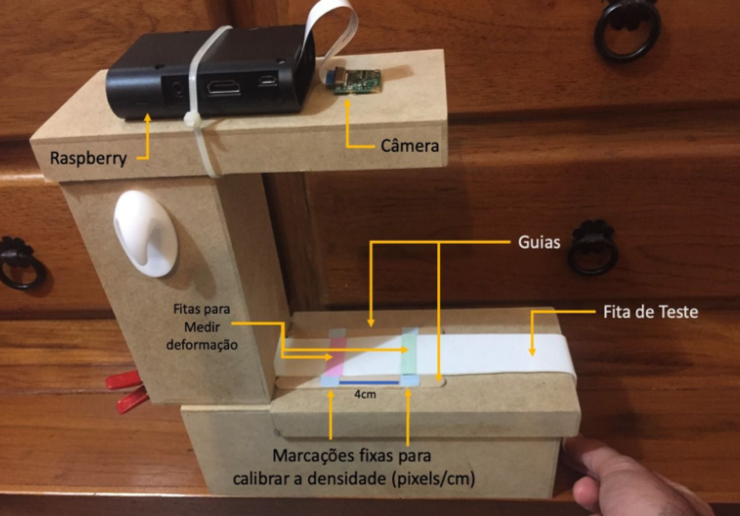 Raspberry
Câmera
Guias
Fitas para
Medir
deformação
Fita de Teste
4cm
Marcações fixas para
calibrar a densidade (pixels/cm)